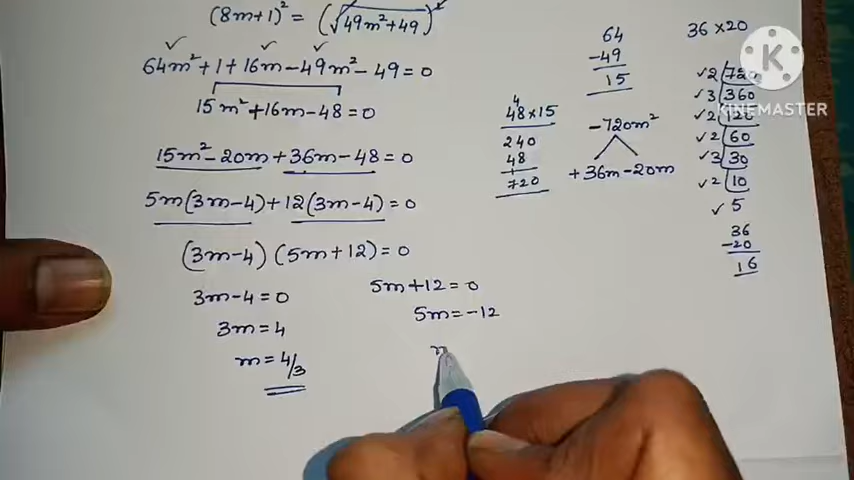 (8m+1)² = (√49m²+49)²
64m²+1+16m-49m²-49=0
15m²+16m-48=0
15m²-20m+36m-48=0
5m(3m-4)+12(3m-4)=0
(3m-4) (5m+12)=0
3m-4=0
3m=4
m=4/3
5m+12=0
5m=-12
m
64
-49
15
4
48×15
240
48
720
-720m²
+36m-20m
36×20
2 720
3 360
2 120
2 60
3 30
2 10
5
36
-20
16
K
KINEMASTER